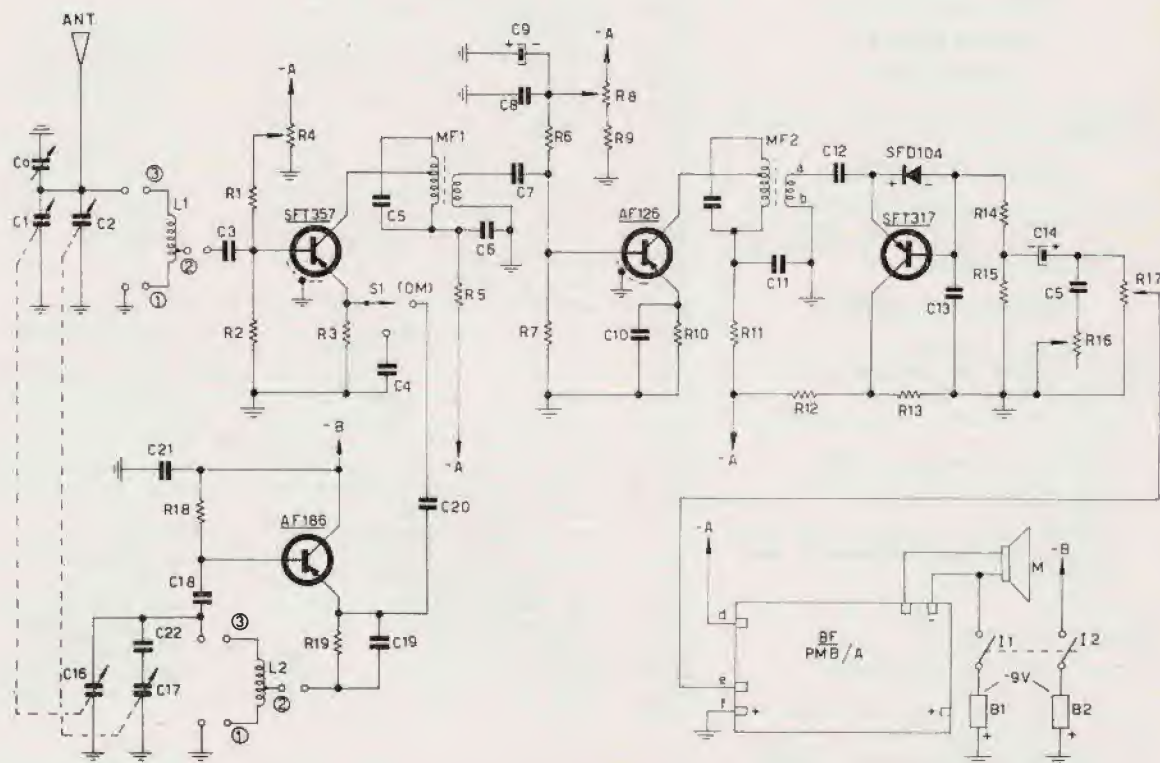 ANT.
C9
+ -
-A
-A
C8
R8
Ca
R4
MF1
R6
R9
MF2
C12
SFD104
③
+ -
a
C1
C2
L1
R1
C7
b
R14
C3
SFT357
C5
AF126
SFT317
C14
- +
②
C6
R17
①
S1 (OM)
R5
C11
C13
R15
C5
R2
R3
R7
C10
R10
R11
R16
C4
R12
R13
-B
C21
-A
-A
R18
C20
AF186
-A
-B
M
C18
d
-
③
BF
PMB/A
I1
I2
C22
R19
C19
C16
C17
L2
-9V
②
e
f
+
+
B1
B2
①
+
+